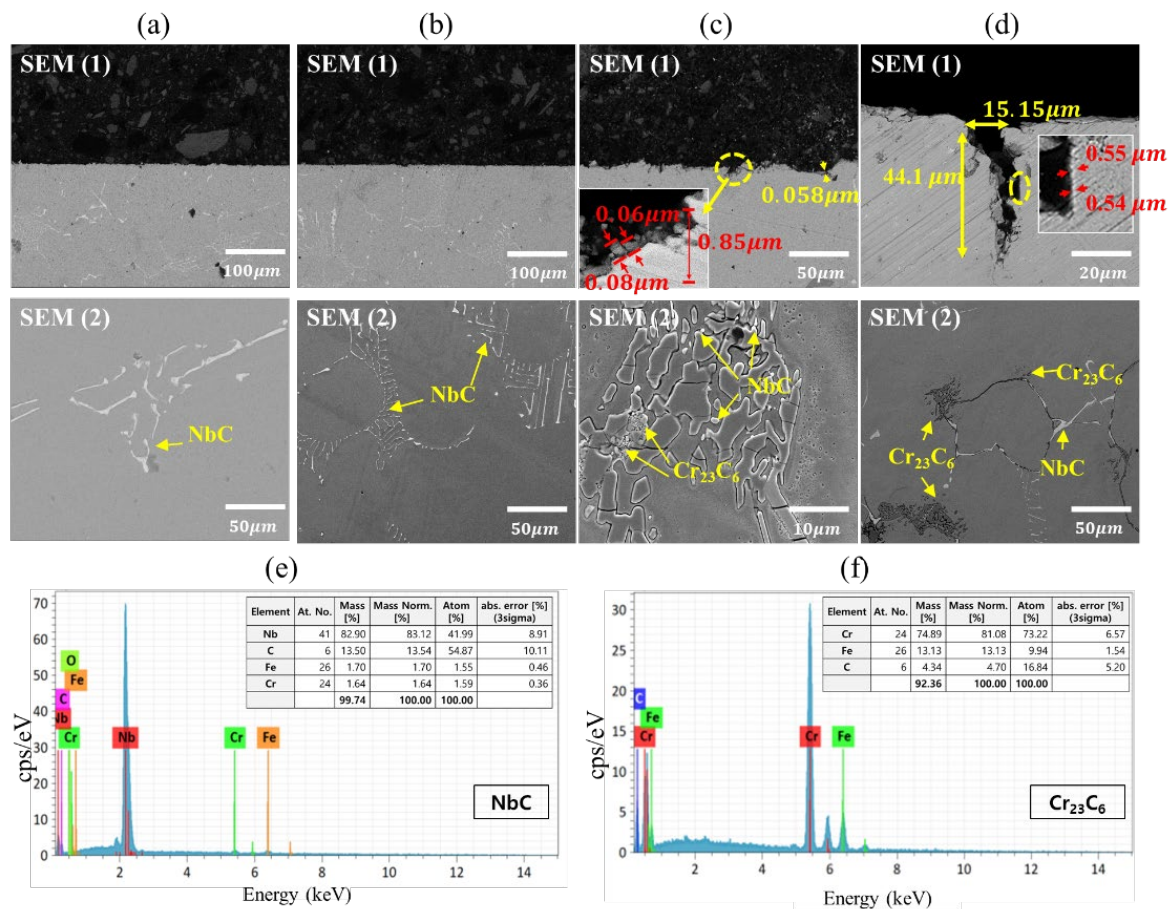 (a) (b) (c) (d)
SEM (1) SEM (1) SEM (1) SEM (1)
15.15μm
0.55 μm
44.1 μm
0.54 μm
0.058μm
0.06μm
0.85μm
0.08μm
100μm 100μm 50μm 20μm
SEM (2) SEM (2) SEM (2) SEM (2)
NbC
NbC
NbC
Cr23C6
Cr23C6
Cr23C6
NbC
50μm 50μm 10μm 50μm
(e) (f)
Element At. No. Mass [%] Mass Norm. [%] Atom [%] abs. error [%] (3sigma)
Nb 41 82.90 83.12 41.99 8.91
C 6 13.50 13.54 54.87 10.11
Fe 26 1.70 1.70 1.55 0.46
Cr 24 1.64 1.64 1.59 0.36
99.74 100.00 100.00
70
60
50
40
30
20
10
0
cps/eV
O
Fe
C
Nb
Cr
Nb
Cr
Fe
NbC
2 4 6 8 10 12 14
Energy (keV)
Element At. No. Mass [%] Mass Norm. [%] Atom [%] abs. error [%] (3sigma)
Cr 24 74.89 81.08 73.22 6.57
Fe 26 13.13 13.13 9.94 1.54
C 6 4.34 4.70 16.84 5.20
92.36 100.00 100.00
30
25
20
15
10
5
0
cps/eV
C
Fe
Cr
Cr
Fe
Cr23C6
2 4 6 8 10 12 14
Energy (keV)